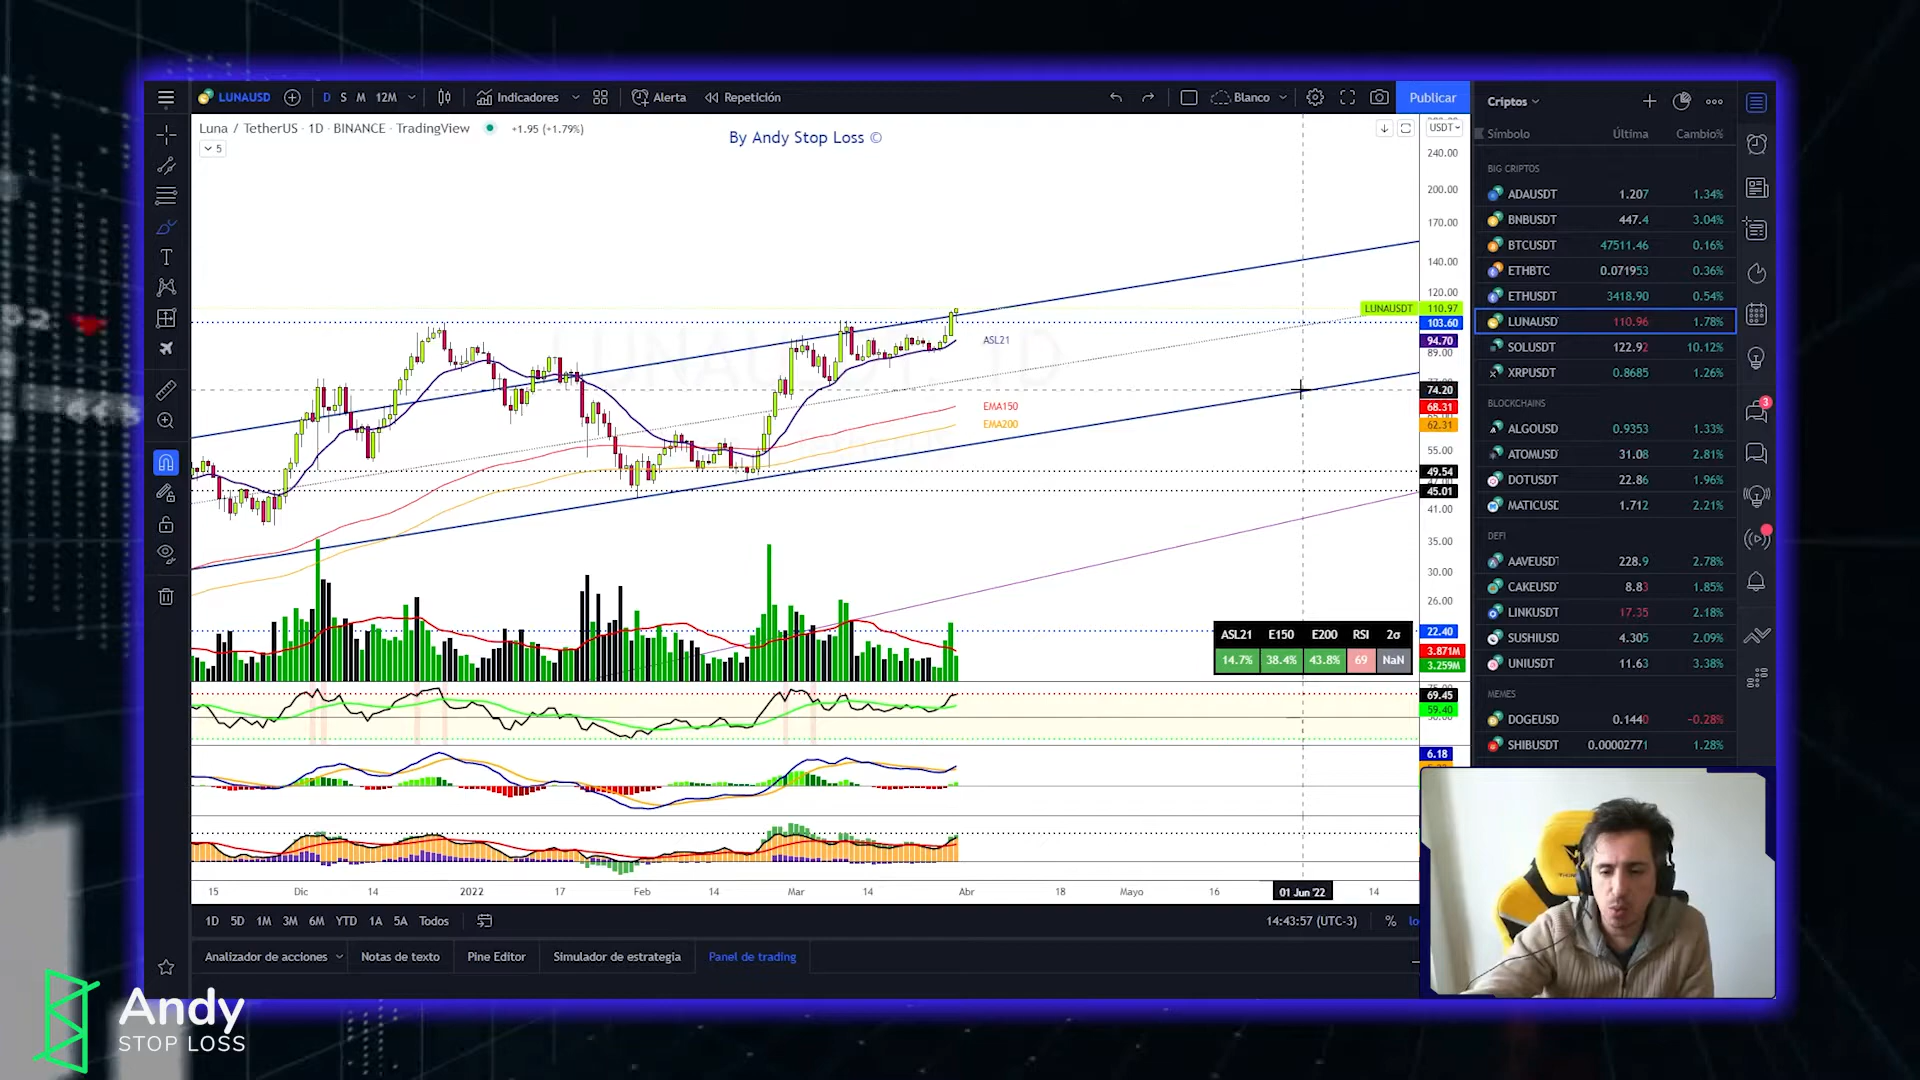 LUNAUSD
D S M 12M
Indicadores
Alerta
Repetición
Blanco
Publicar
Criptos
Luna / TetherUS · 1D · BINANCE · TradingView
+1.95 (+1.79%)
5
By Andy Stop Loss ©
USDT
Símbolo Última Cambio%
BIG CRIPTOS
ADAUSDT 1.207 1.34%
BNBUSDT 447.4 3.04%
BTCUSDT 47511.46 0.16%
ETHBTC 0.071953 0.36%
ETHUSDT 3418.90 0.54%
LUNAUSD 110.96 1.78%
SOLUSDT 122.92 10.12%
XRPUSDT 0.8685 1.26%
BLOCKCHAINS
ALGOUSD 0.9353 1.33%
ATOMUSD 31.08 2.81%
DOTUSDT 22.86 1.96%
MATICUSD 1.712 2.21%
DEFI
AAVEUSDT 228.9 2.78%
CAKEUSDT 8.83 1.85%
LINKUSDT 17.35 2.18%
SUSHIUSD 4.305 2.09%
UNIUSDT 11.63 3.38%
MEMES
DOGEUSD 0.1440 -0.28%
SHIBUSDT 0.00002771 1.28%
3
240.00
200.00
170.00
140.00
120.00
LUNAUSDT 110.97
103.60
94.70
89.00
74.20
68.31
62.31
55.00
49.54
45.01
41.00
35.00
30.00
26.00
22.40
3.871M
3.259M
69.45
59.40
6.18
ASL21
EMA150
EMA200
ASL21 E150 E200 RSI 2σ
14.7% 38.4% 43.8% 69 NaN
15 Dic 14 2022 17 Feb 14 Mar 14 Abr 18 Mayo 16 01 Jun '22 14
1D 5D 1M 3M 6M YTD 1A 5A Todos
14:43:57 (UTC-3) %
Analizador de acciones
Notas de texto
Pine Editor
Simulador de estrategia
Panel de trading
Andy
STOP LOSS